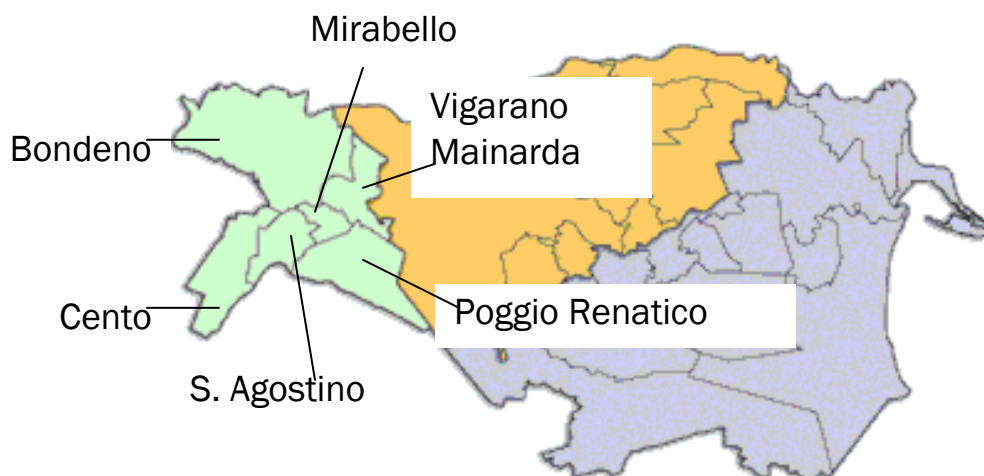 Mirabello
Vigarano
Mainarda
Bondeno
Poggio Renatico
Cento
S. Agostino